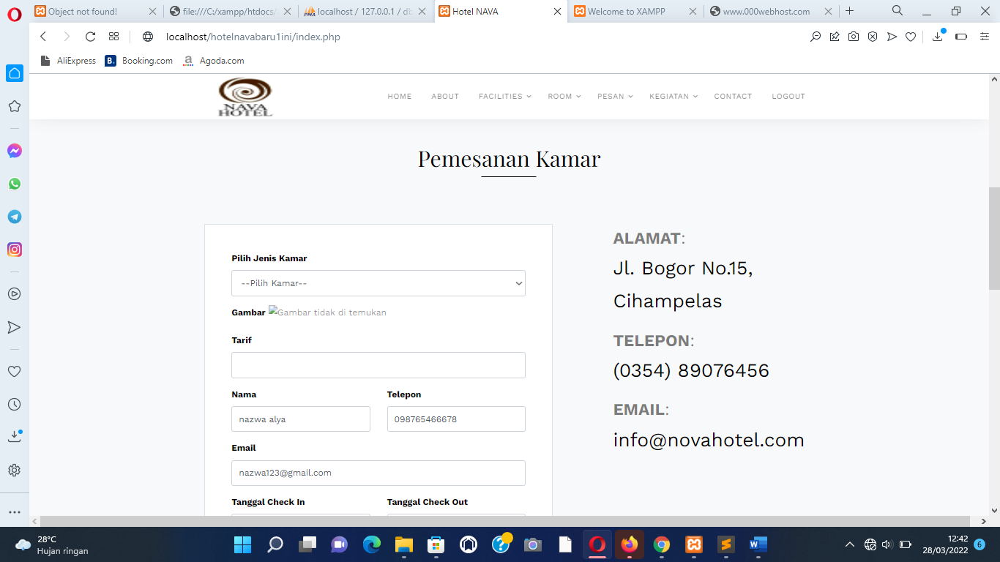 Object not found!
file:///C:/xampp/htdocs/
localhost / 127.0.0.1 / db
Hotel NAVA
Welcome to XAMPP
www.000webhost.com
localhost/hotelnavabaru1ini/index.php
AliExpress
Booking.com
Agoda.com
NAVA
HOTEL
HOME
ABOUT
FACILITIES
ROOM
PESAN
KEGIATAN
CONTACT
LOGOUT
Pemesanan Kamar
Pilih Jenis Kamar
--Pilih Kamar--
Gambar Gambar tidak di temukan
Tarif
Nama
Telepon
nazwa alya
098765466678
Email
nazwa123@gmail.com
Tanggal Check In
Tanggal Check Out
ALAMAT:
Jl. Bogor No.15,
Cihampelas
TELEPON:
(0354) 89076456
EMAIL:
info@novahotel.com
28°C
Hujan ringan
12:42
28/03/2022
6